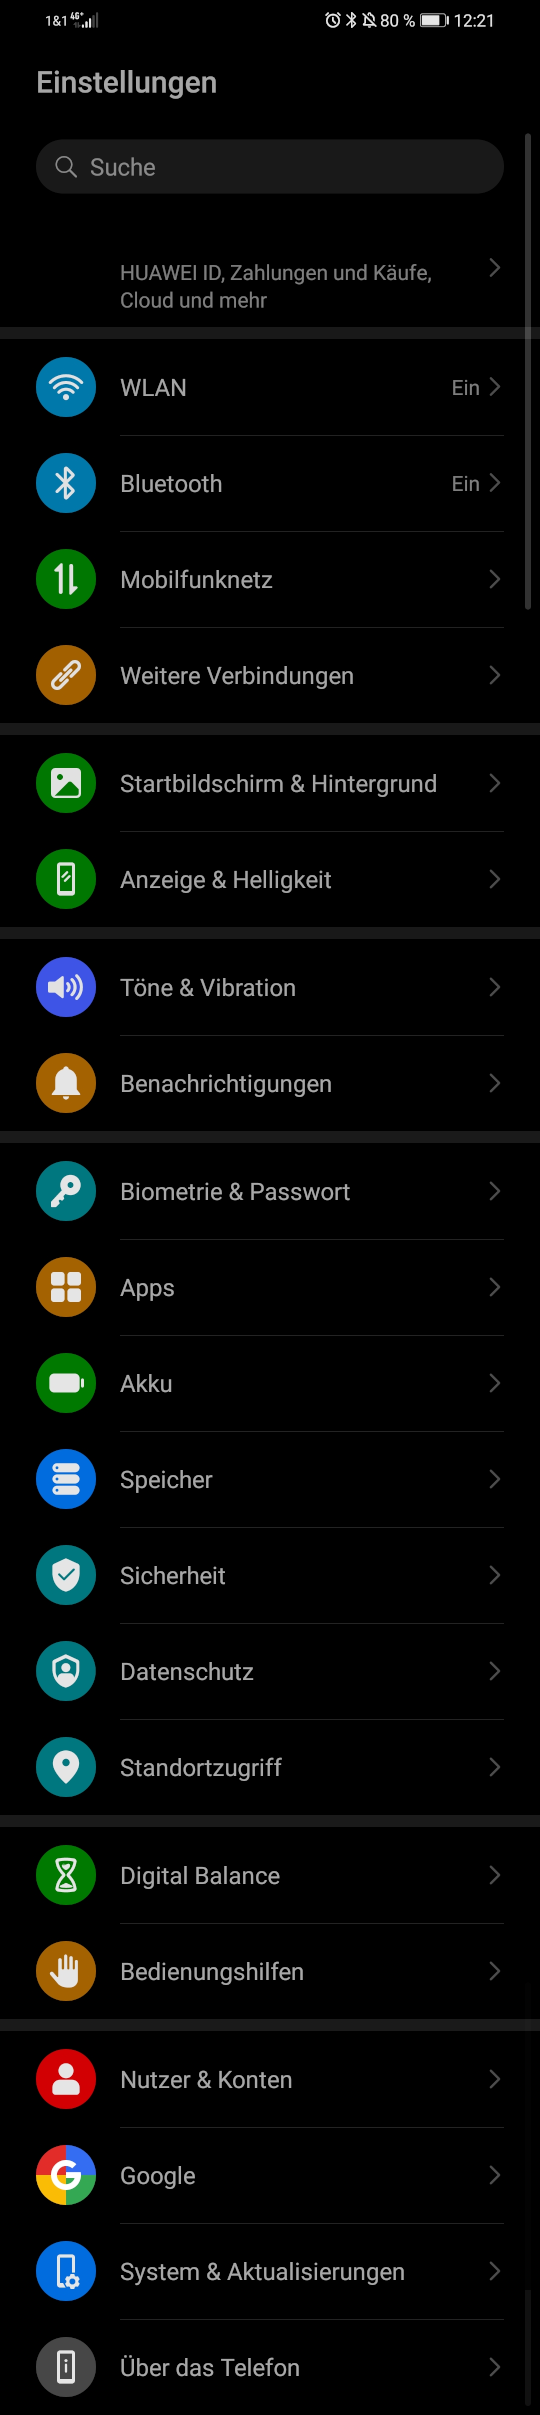 1&1 4G+ 80 % 12:21
Einstellungen
Suche
HUAWEI ID, Zahlungen und Käufe,
Cloud und mehr
WLAN Ein
Bluetooth Ein
Mobilfunknetz
Weitere Verbindungen
Startbildschirm & Hintergrund
Anzeige & Helligkeit
Töne & Vibration
Benachrichtigungen
Biometrie & Passwort
Apps
Akku
Speicher
Sicherheit
Datenschutz
Standortzugriff
Digital Balance
Bedienungshilfen
Nutzer & Konten
Google
System & Aktualisierungen
Über das Telefon